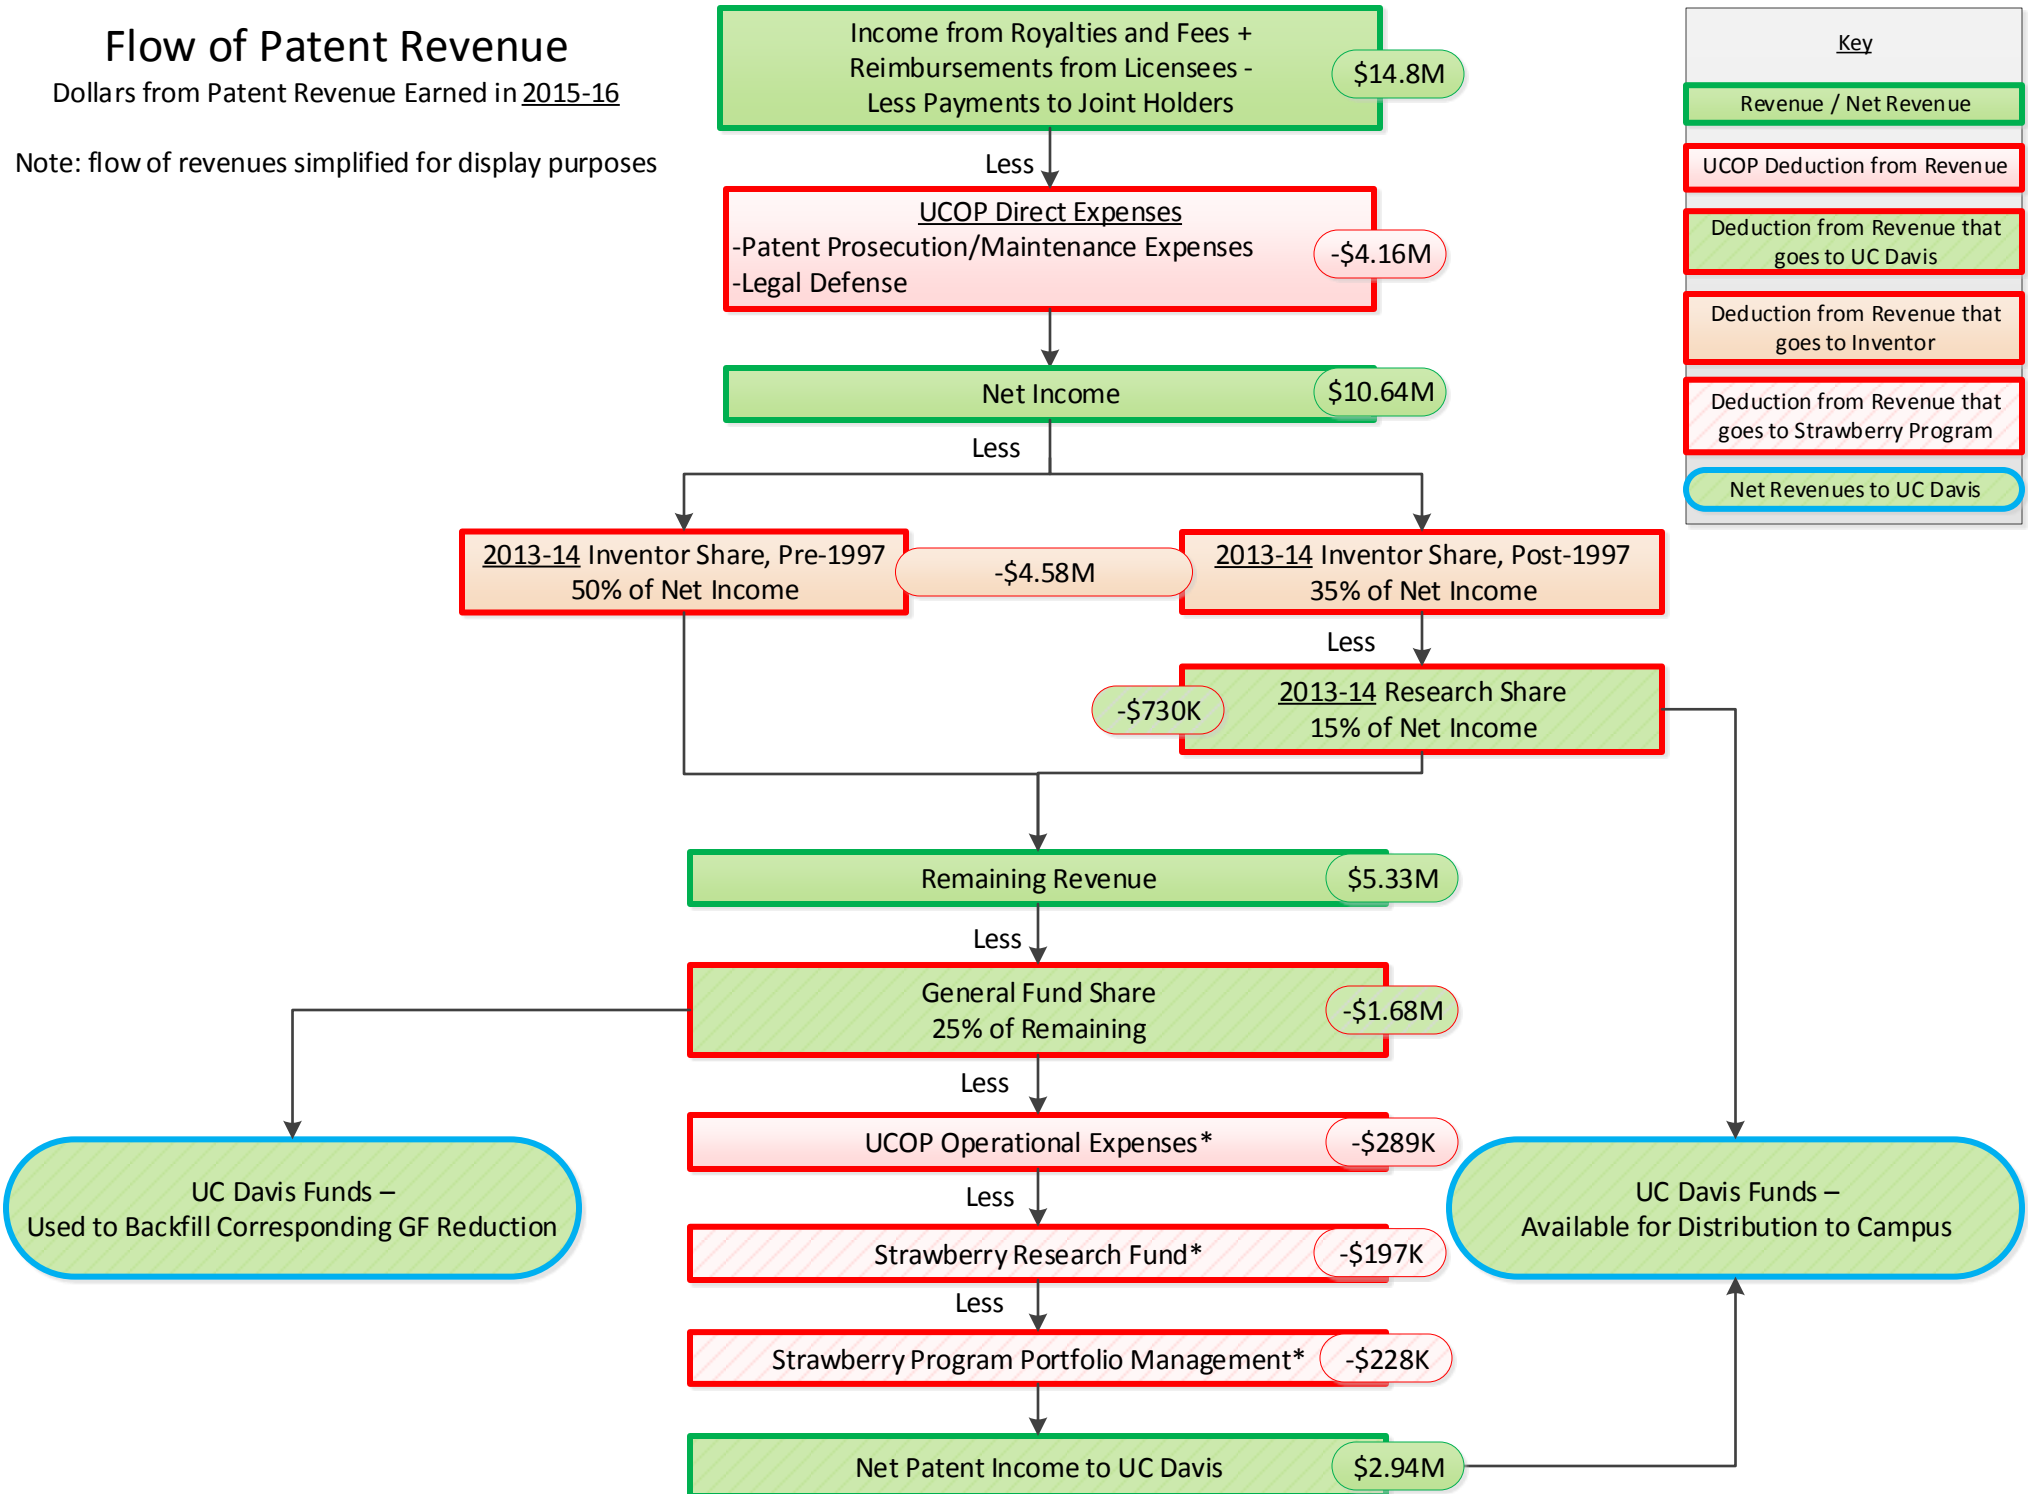 Flow of Patent Revenue
Dollars from Patent Revenue Earned in 2015-16
Note: flow of revenues simplified for display purposes
Income from Royalties and Fees +
Reimbursements from Licensees -
Less Payments to Joint Holders
$14.8M
Less
UCOP Direct Expenses
-Patent Prosecution/Maintenance Expenses
-Legal Defense
-$4.16M
Net Income
$10.64M
Less
2013-14 Inventor Share, Pre-1997
50% of Net Income
-$4.58M
2013-14 Inventor Share, Post-1997
35% of Net Income
Less
-$730K
2013-14 Research Share
15% of Net Income
Remaining Revenue
$5.33M
Less
General Fund Share
25% of Remaining
-$1.68M
Less
UCOP Operational Expenses*
-$289K
Less
Strawberry Research Fund*
-$197K
Less
Strawberry Program Portfolio Management*
-$228K
Net Patent Income to UC Davis
$2.94M
UC Davis Funds –
Used to Backfill Corresponding GF Reduction
UC Davis Funds –
Available for Distribution to Campus
Key
Revenue / Net Revenue
UCOP Deduction from Revenue
Deduction from Revenue that
goes to UC Davis
Deduction from Revenue that
goes to Inventor
Deduction from Revenue that
goes to Strawberry Program
Net Revenues to UC Davis